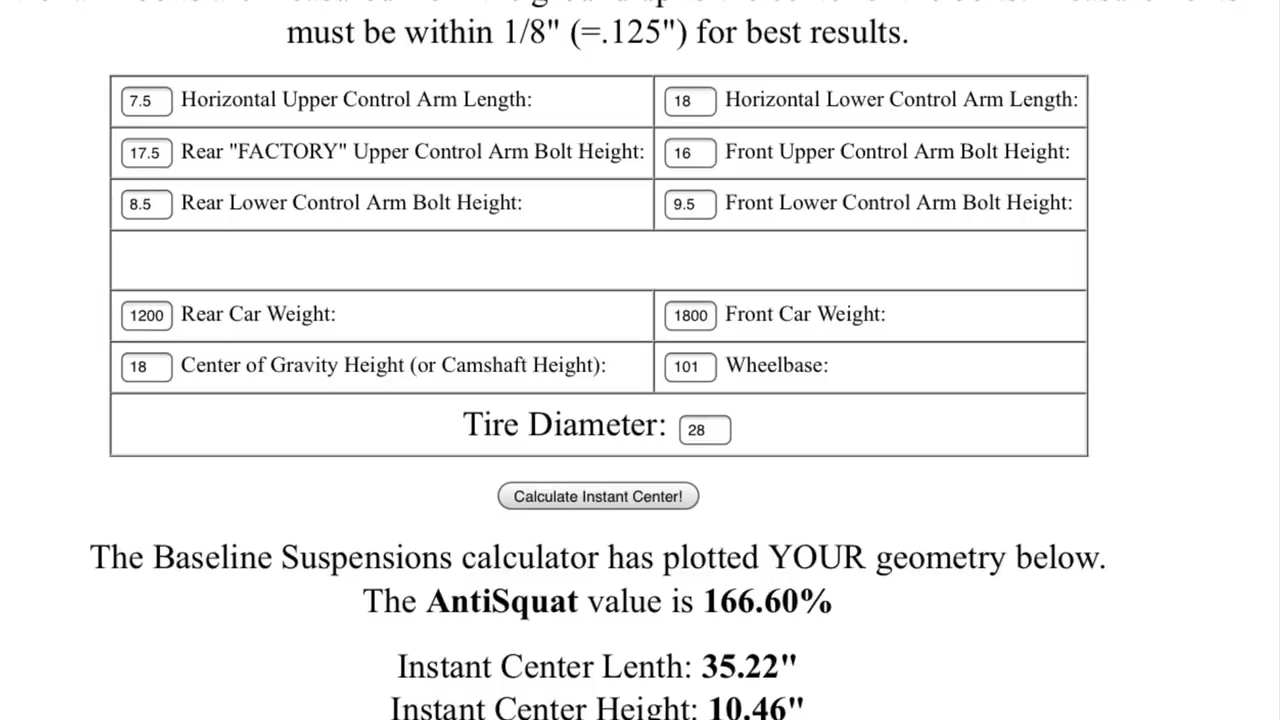 must be within 1/8" (=.125") for best results.
7.5 Horizontal Upper Control Arm Length: 18 Horizontal Lower Control Arm Length:
17.5 Rear "FACTORY" Upper Control Arm Bolt Height: 16 Front Upper Control Arm Bolt Height:
8.5 Rear Lower Control Arm Bolt Height: 9.5 Front Lower Control Arm Bolt Height:
1200 Rear Car Weight: 1800 Front Car Weight:
18 Center of Gravity Height (or Camshaft Height): 101 Wheelbase:
Tire Diameter: 28
Calculate Instant Center!
The Baseline Suspensions calculator has plotted YOUR geometry below.
The AntiSquat value is 166.60%
Instant Center Lenth: 35.22"
Instant Center Height: 10.46"